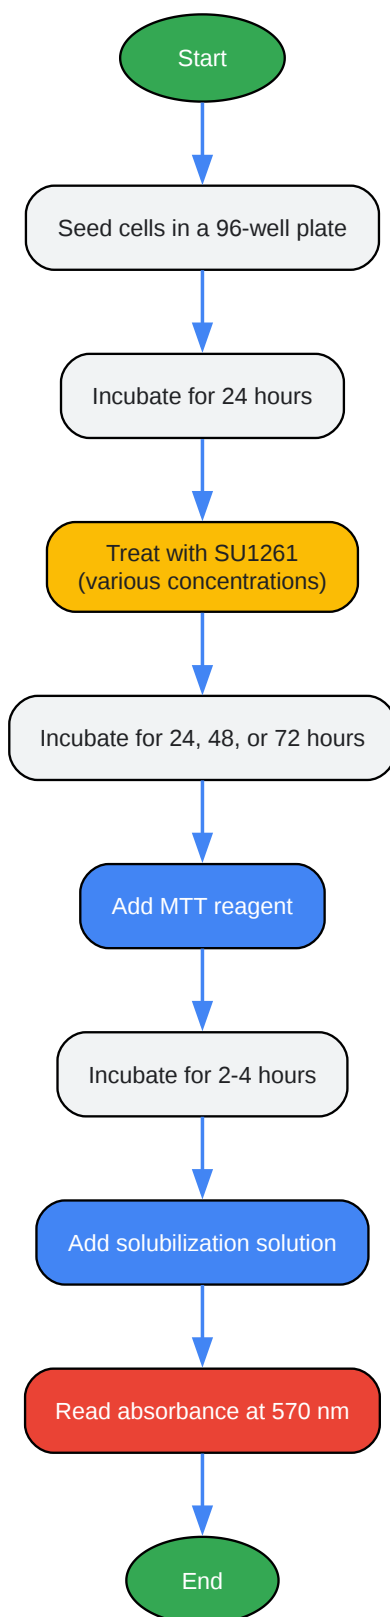 Start
Seed cells in a 96-well plate
Incubate for 24 hours
Treat with SU1261
(various concentrations)
Incubate for 24, 48, or 72 hours
Add MTT reagent
Incubate for 2-4 hours
Add solubilization solution
Read absorbance at 570 nm
End